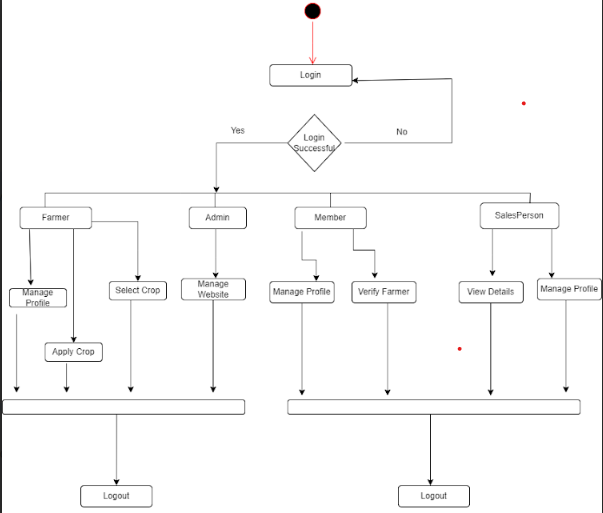 Login
Yes
No
Login
Successful
Farmer
Admin
Member
SalesPerson
Manage
Profile
Select Crop
Manage
Website
Manage Profile
Verify Farmer
View Details
Manage Profile
Apply Crop
Logout
Logout